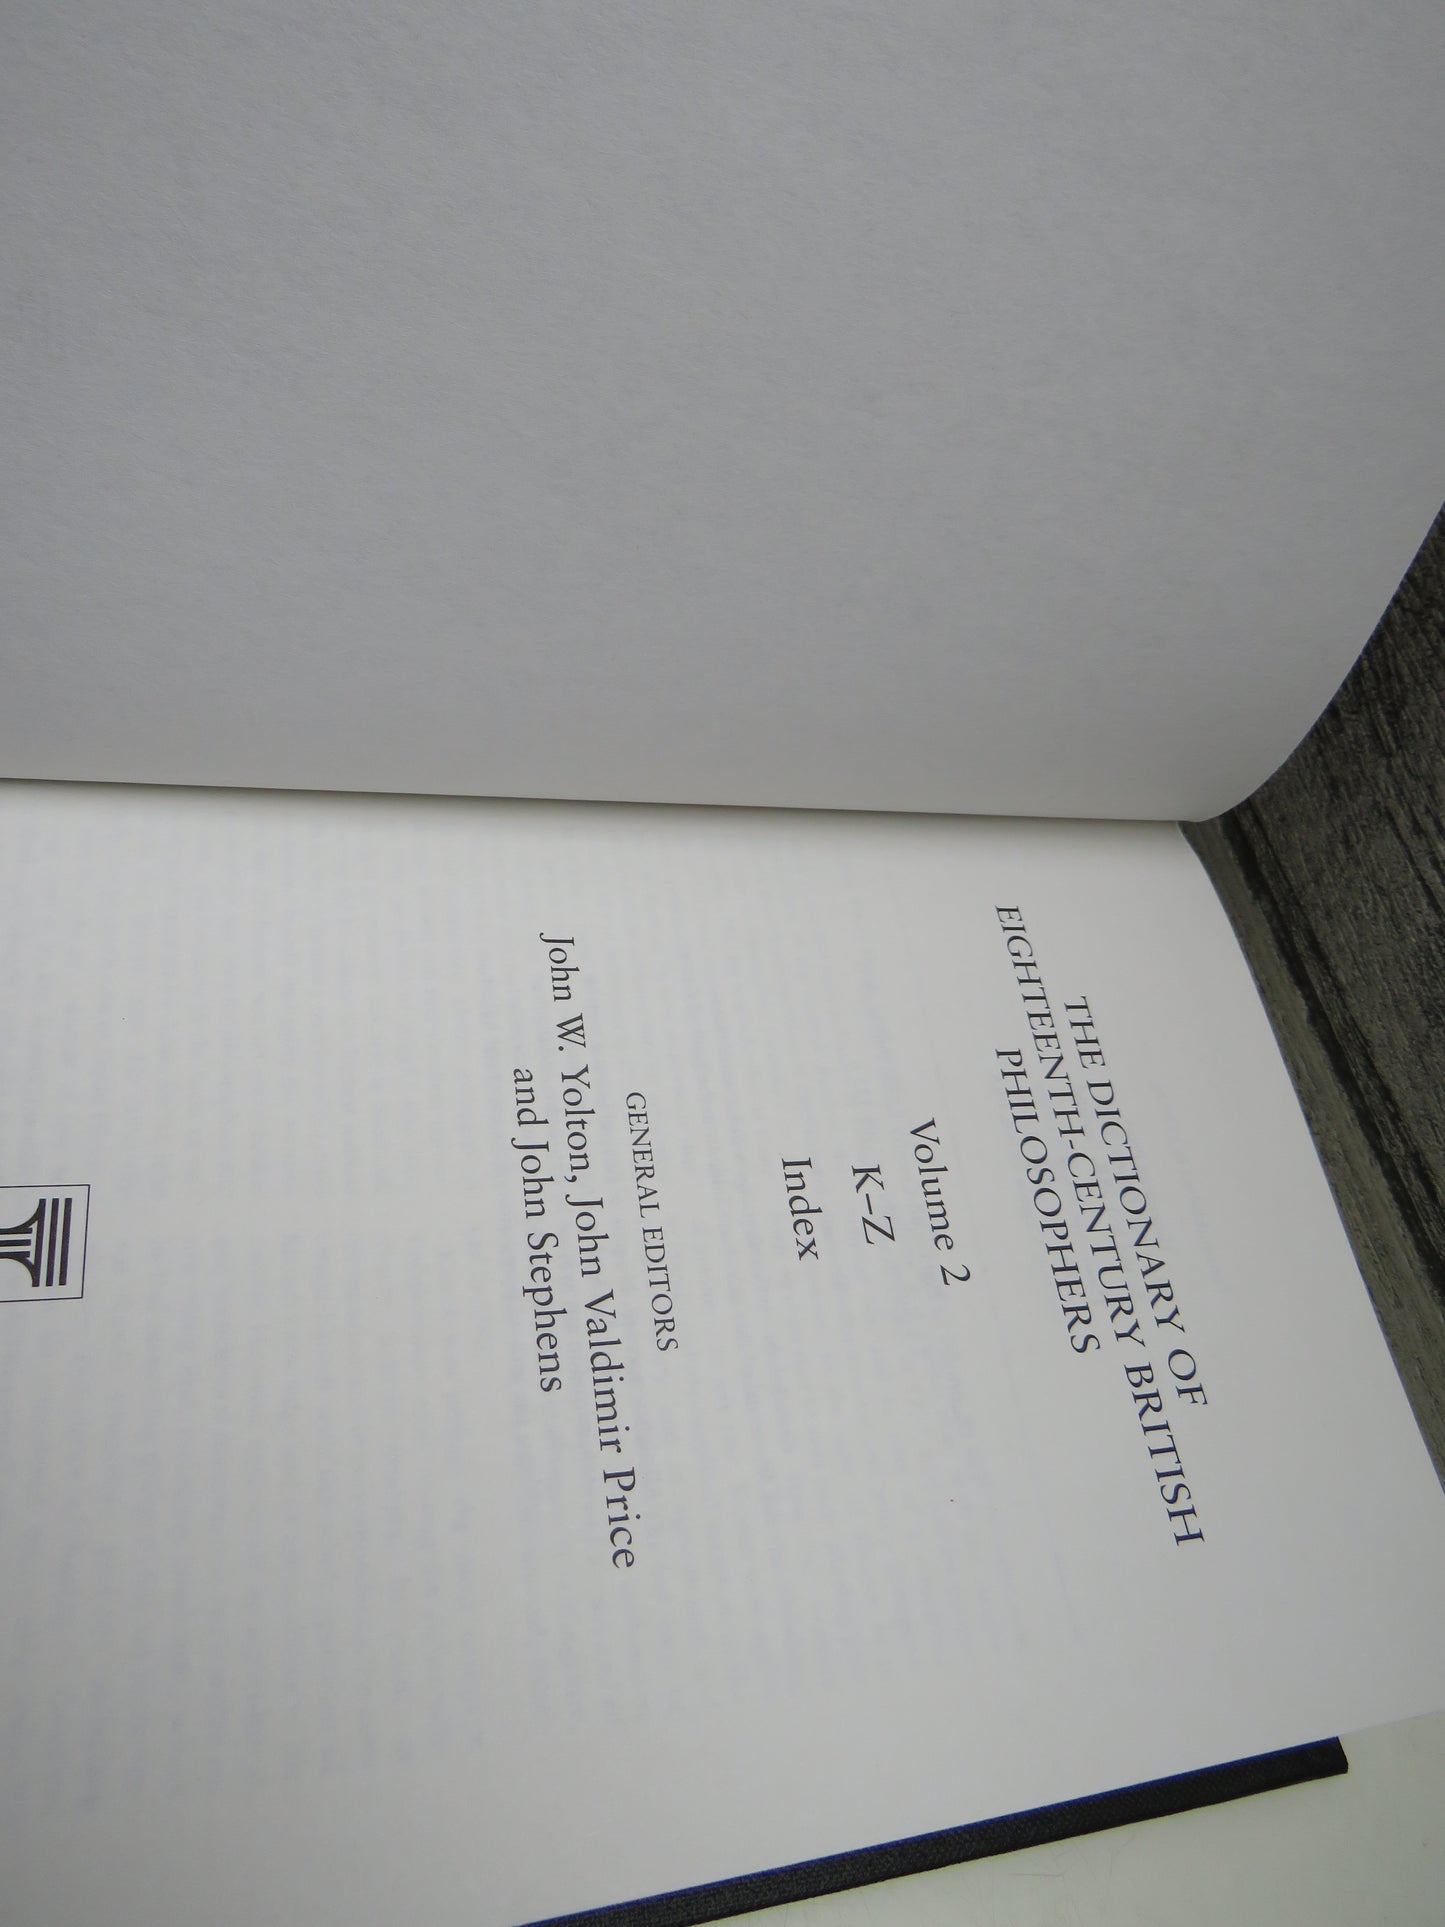 THE DICTIONARY OF
EIGHTEENTH-CENTURY BRITISH
PHILOSOPHERS
Volume 2
K–Z
Index
GENERAL EDITORS
John W. Yolton, John Valdimir Price
and John Stephens